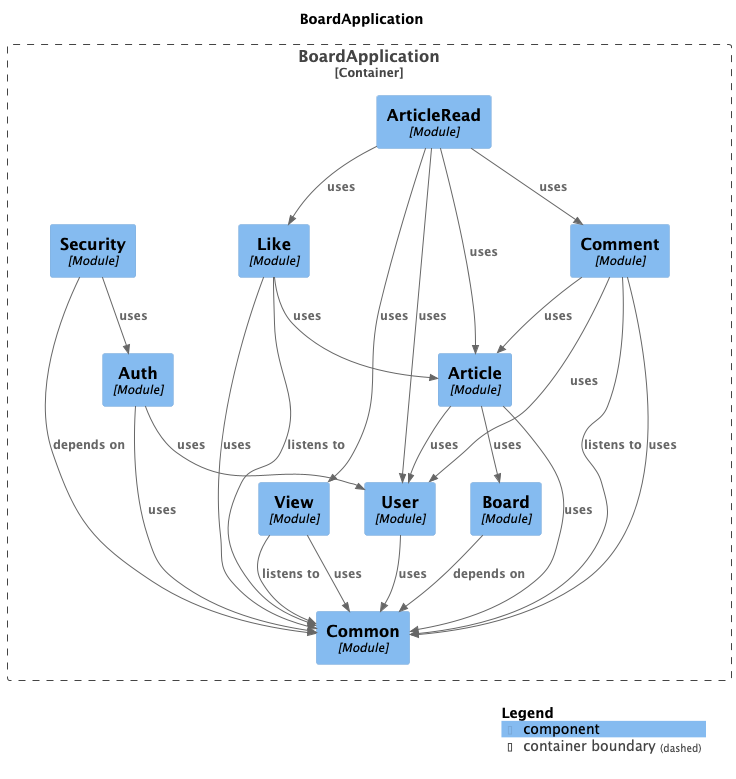 BoardApplication
BoardApplication
[Container]
ArticleRead
[Module]
uses
uses
Security
[Module]
Like
[Module]
Comment
[Module]
uses
uses
uses
uses
uses
uses
Auth
[Module]
Article
[Module]
uses
depends on
uses
uses
listens to
uses
uses
listens to
uses
View
[Module]
User
[Module]
Board
[Module]
uses
uses
listens to
uses
uses
depends on
Common
[Module]
Legend
component
container boundary (dashed)